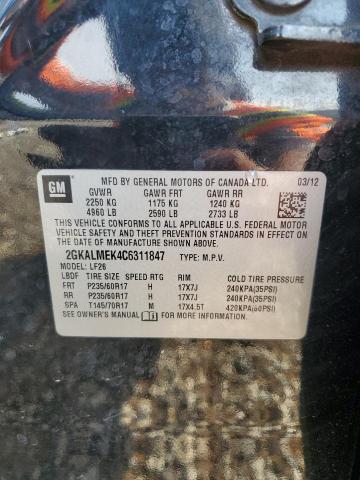 GM
MFD BY GENERAL MOTORS OF CANADA LTD. 03/12
GVWR GAWR FRT GAWR RR
2250 KG 1175 KG 1240 KG
4960 LB 2590 LB 2733 LB
THIS VEHICLE CONFORMS TO ALL APPLICABLE U.S. FEDERAL MOTOR
VEHICLE SAFETY AND THEFT PREVENTION STANDARDS IN EFFECT
ON THE DATE OF MANUFACTURE SHOWN ABOVE.
2GKALMEK4C6311847 TYPE: M.P.V.
MODEL: LF26
LBDF TIRE SIZE SPEED RTG RIM COLD TIRE PRESSURE
FRT P235/60R17 H 17X7J 240KPA(35PSI)
RR P235/60R17 H 17X7J 240KPA(35PSI)
SPA T145/70R17 M 17X4.5T 420KPA(60PSI)
SEE OWNER'S MANUAL FOR ADDITIONAL INFORMATION.